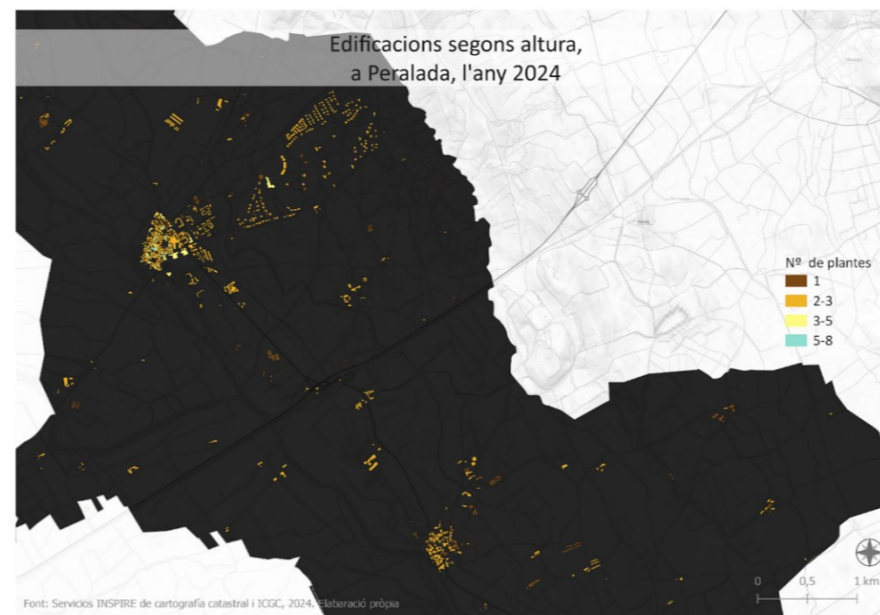 Edificacions segons altura,
a Peralada, l'any 2024
Nº de plantes
1
2-3
3-5
5-8
0 0,5 1 km
Font: Servicios INSPIRE de cartografía catastral i ICGC, 2024. Elabaració pròpia